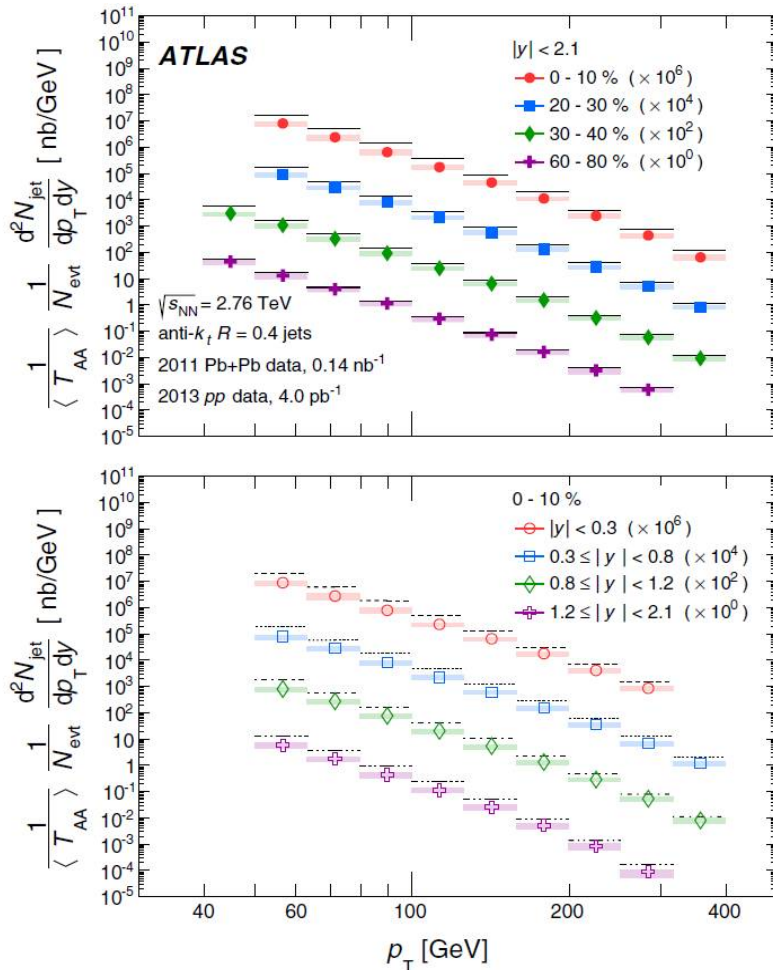 ATLAS
|y| < 2.1
0 - 10 % (× 10⁶)
20 - 30 % (× 10⁴)
30 - 40 % (× 10²)
60 - 80 % (× 10⁰)
10¹¹
10¹⁰
10⁹
10⁸
10⁷
10⁶
10⁵
10⁴
10³
10²
10
1
10⁻¹
10⁻²
10⁻³
10⁻⁴
10⁻⁵
1/⟨T_AA⟩ 1/N_evt d²N_jet/dp_T dy [ nb/GeV ]
√s_NN = 2.76 TeV
anti-k_t R = 0.4 jets
2011 Pb+Pb data, 0.14 nb⁻¹
2013 pp data, 4.0 pb⁻¹
0 - 10 %
|y| < 0.3 (× 10⁶)
0.3 ≤ | y | < 0.8 (× 10⁴)
0.8 ≤ | y | < 1.2 (× 10²)
1.2 ≤ | y | < 2.1 (× 10⁰)
10¹¹
10¹⁰
10⁹
10⁸
10⁷
10⁶
10⁵
10⁴
10³
10²
10
1
10⁻¹
10⁻²
10⁻³
10⁻⁴
10⁻⁵
1/⟨T_AA⟩ 1/N_evt d²N_jet/dp_T dy [ nb/GeV ]
40 60 100 200 400
p_T [GeV]